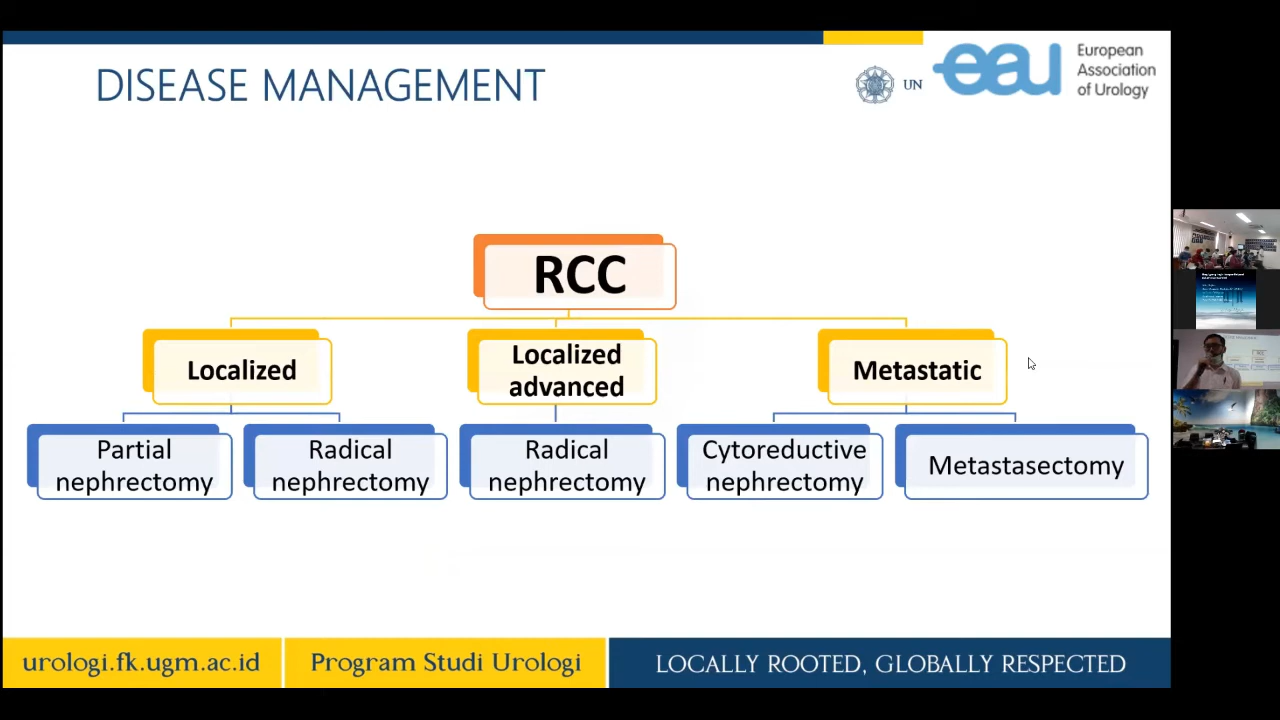 DISEASE MANAGEMENT
UN
eau
European
Association
of Urology
RCC
Localized
Localized
advanced
Metastatic
Partial
nephrectomy
Radical
nephrectomy
Radical
nephrectomy
Cytoreductive
nephrectomy
Metastasectomy
urologi.fk.ugm.ac.id
Program Studi Urologi
LOCALLY ROOTED, GLOBALLY RESPECTED